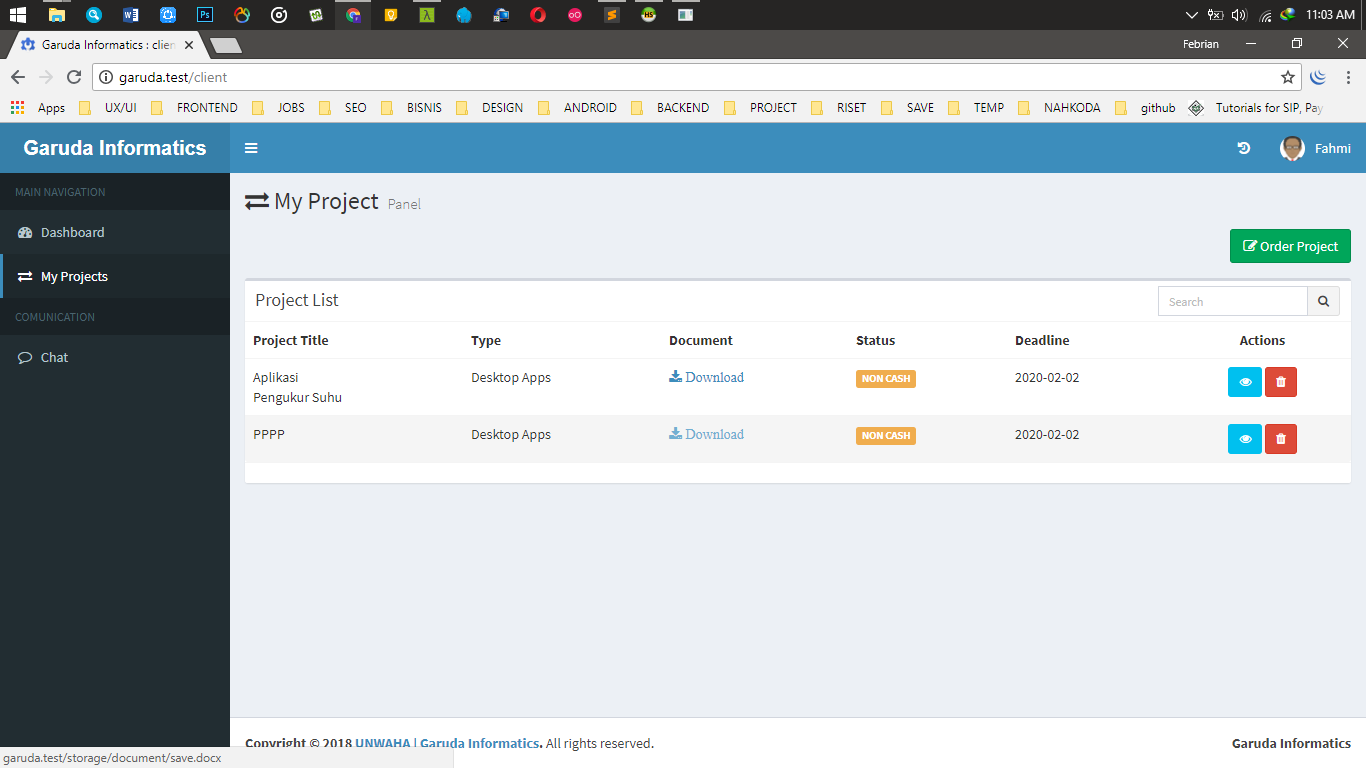 11:03 AM
Garuda Informatics : clien
Febrian
garuda.test/client
Apps UX/UI FRONTEND JOBS SEO BISNIS DESIGN ANDROID BACKEND PROJECT RISET SAVE TEMP NAHKODA github Tutorials for SIP, Pay
Garuda Informatics
Fahmi
MAIN NAVIGATION
Dashboard
My Projects
COMUNICATION
Chat
My Project Panel
Order Project
Project List
Search
Project Title Type Document Status Deadline Actions
Aplikasi Desktop Apps Download NON CASH 2020-02-02
Pengukur Suhu
PPPP Desktop Apps Download NON CASH 2020-02-02
Copyright © 2018 UNWAHA | Garuda Informatics. All rights reserved.
Garuda Informatics
garuda.test/storage/document/save.docx